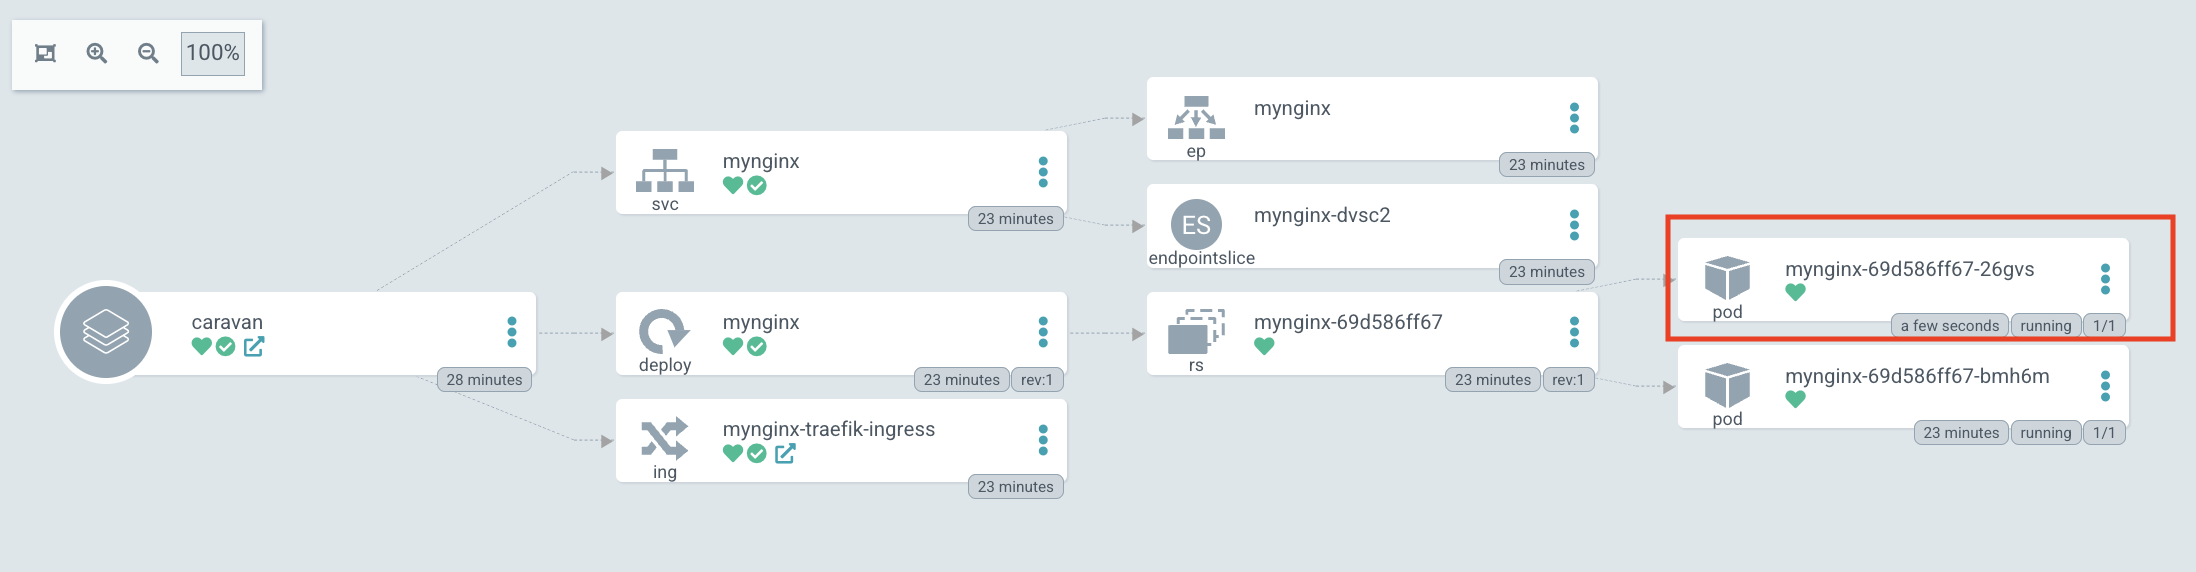 100%
caravan
28 minutes
mynginx
svc
23 minutes
mynginx
deploy
23 minutes rev:1
mynginx-traefik-ingress
ing
23 minutes
mynginx
ep
23 minutes
ES
mynginx-dvsc2
endpointslice
23 minutes
mynginx-69d586ff67
rs
23 minutes rev:1
mynginx-69d586ff67-26gvs
pod
a few seconds running 1/1
mynginx-69d586ff67-bmh6m
pod
23 minutes running 1/1